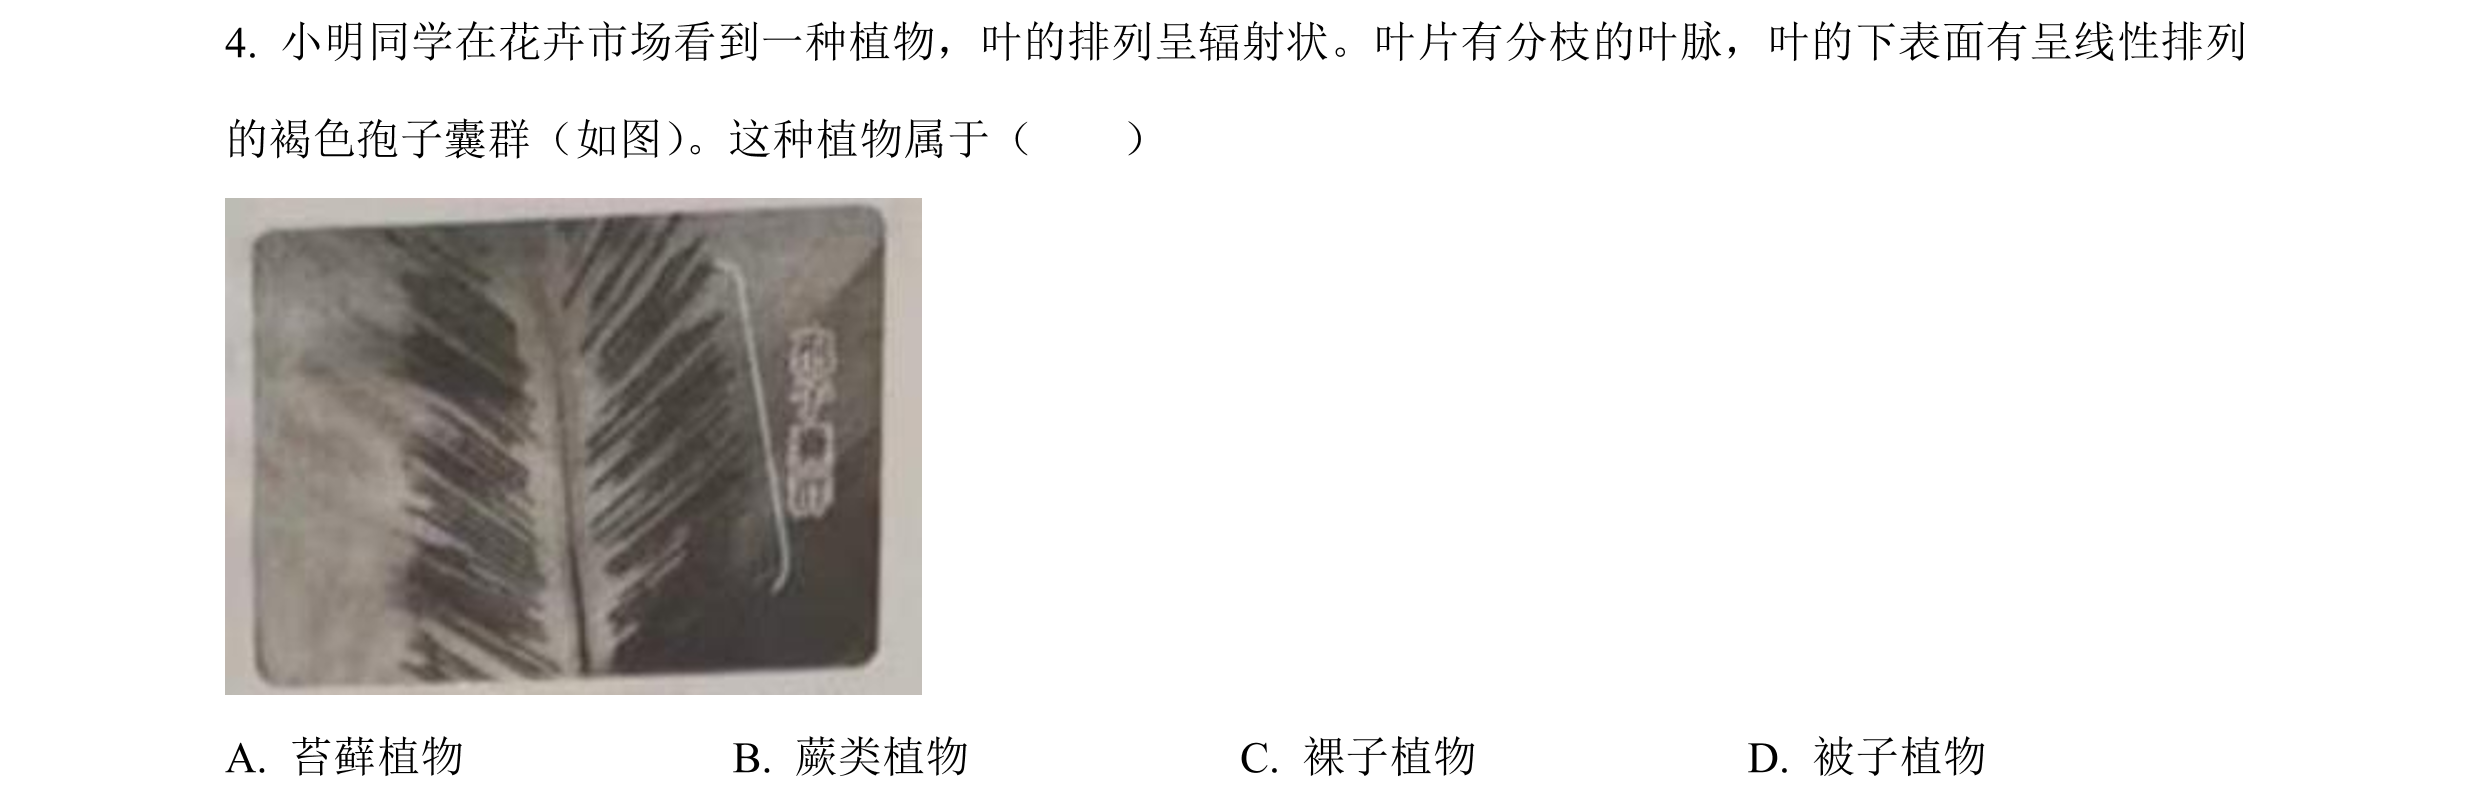 4. 小明同学在花卉市场看到一种植物，叶的排列呈辐射状。叶片有分枝的叶脉，叶的下表面有呈线性排列
的褐色孢子囊群（如图）。这种植物属于（　　）
孢子囊群
A. 苔藓植物 B. 蕨类植物 C. 裸子植物 D. 被子植物